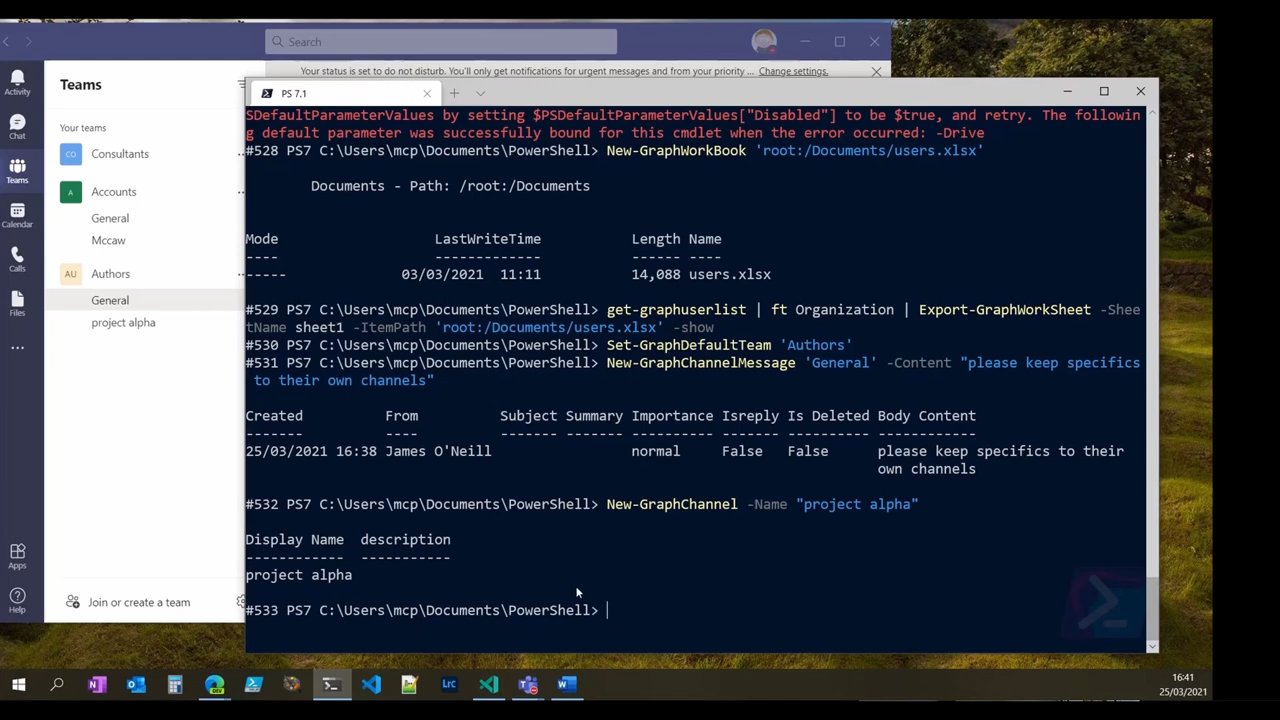 Search
Your status is set to do not disturb. You'll only get notifications for urgent messages and from your priority ... Change settings.
Activity
Chat
Teams
Calendar
Calls
Files
Apps
Help
Teams
Your teams
CO Consultants
A Accounts
General
Mccaw
AU Authors
General
project alpha
Join or create a team
PS 7.1
SDefaultParameterValues by setting $PSDefaultParameterValues["Disabled"] to be $true, and retry. The followin
g default parameter was successfully bound for this cmdlet when the error occurred: -Drive
#528 PS7 C:\Users\mcp\Documents\PowerShell> New-GraphWorkBook 'root:/Documents/users.xlsx'
Documents - Path: /root:/Documents
Mode LastWriteTime Length Name
---- ------------- ------ ----
----- 03/03/2021 11:11 14,088 users.xlsx
#529 PS7 C:\Users\mcp\Documents\PowerShell> get-graphuserlist | ft Organization | Export-GraphWorkSheet -Shee
tName sheet1 -ItemPath 'root:/Documents/users.xlsx' -show
#530 PS7 C:\Users\mcp\Documents\PowerShell> Set-GraphDefaultTeam 'Authors'
#531 PS7 C:\Users\mcp\Documents\PowerShell> New-GraphChannelMessage 'General' -Content "please keep specifics
to their own channels"
Created From Subject Summary Importance Isreply Is Deleted Body Content
------- ---- ------- ------- ---------- ------- ---------- ------------
25/03/2021 16:38 James O'Neill normal False False please keep specifics to their
own channels
#532 PS7 C:\Users\mcp\Documents\PowerShell> New-GraphChannel -Name "project alpha"
Display Name description
------------ -----------
project alpha
#533 PS7 C:\Users\mcp\Documents\PowerShell>
DEV
LrC
16:41
25/03/2021